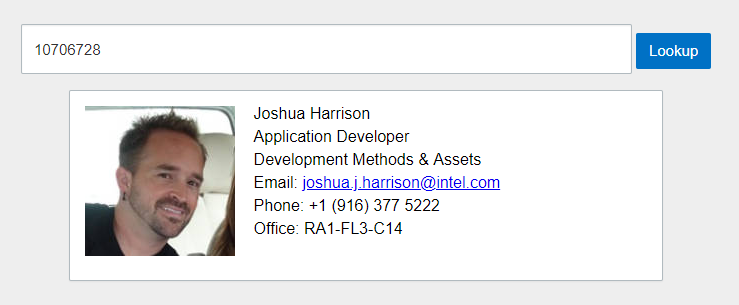 10706728
Lookup
Joshua Harrison
Application Developer
Development Methods & Assets
Email: joshua.j.harrison@intel.com
Phone: +1 (916) 377 5222
Office: RA1-FL3-C14